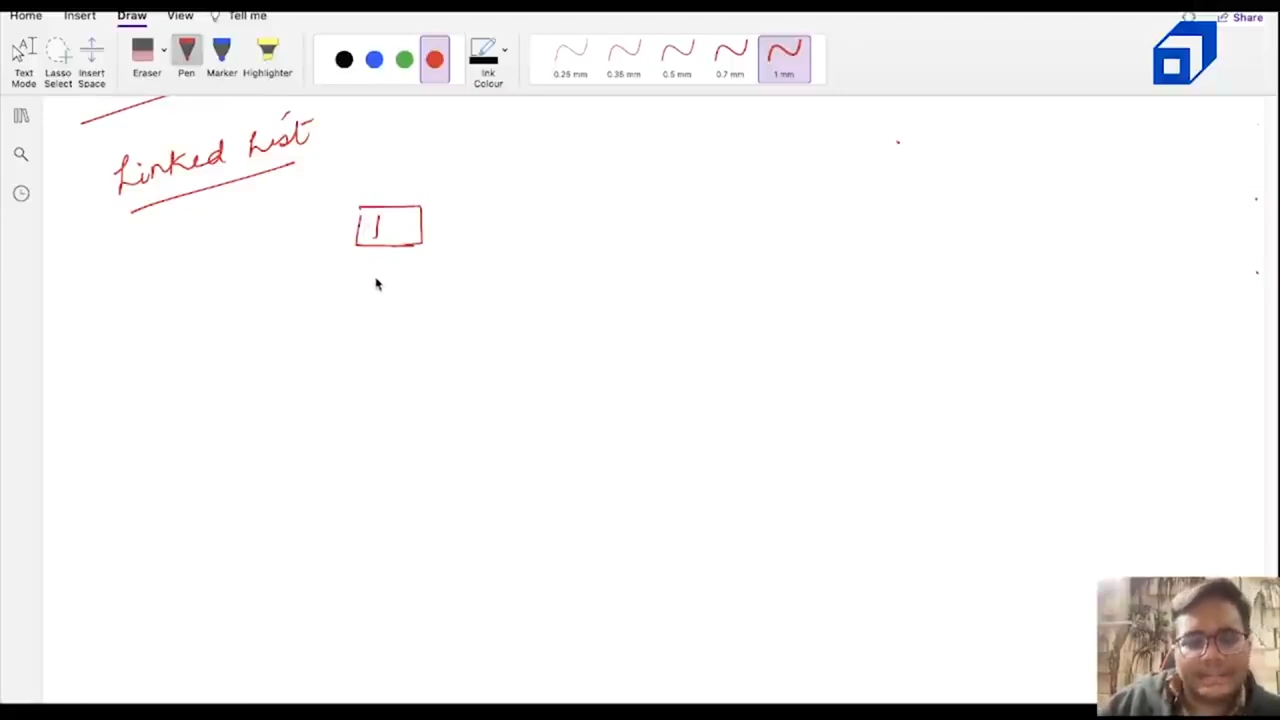 Home Insert Draw View Tell me Share
Text Mode
Lasso Select
Insert Space
Eraser
Pen
Marker
Highlighter
Ink Colour
0.25 mm
0.35 mm
0.5 mm
0.7 mm
1 mm
Linked List
1